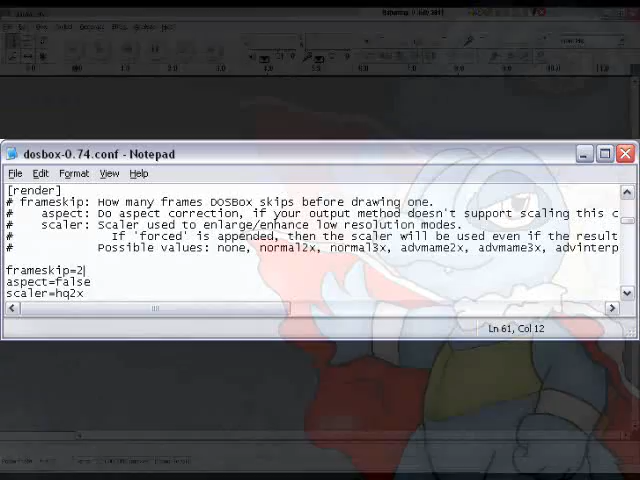 dosbox-0.74.conf - Notepad
File Edit Format View Help
[render]
# frameskip: How many frames DOSBox skips before drawing one.
# aspect: Do aspect correction, if your output method doesn't support scaling this c
# scaler: Scaler used to enlarge/enhance low resolution modes.
# If 'forced' is appended, then the scaler will be used even if the result
# Possible values: none, normal2x, normal3x, advmame2x, advmame3x, advinterp
frameskip=2
aspect=false
scaler=hq2x
Ln 61, Col 12